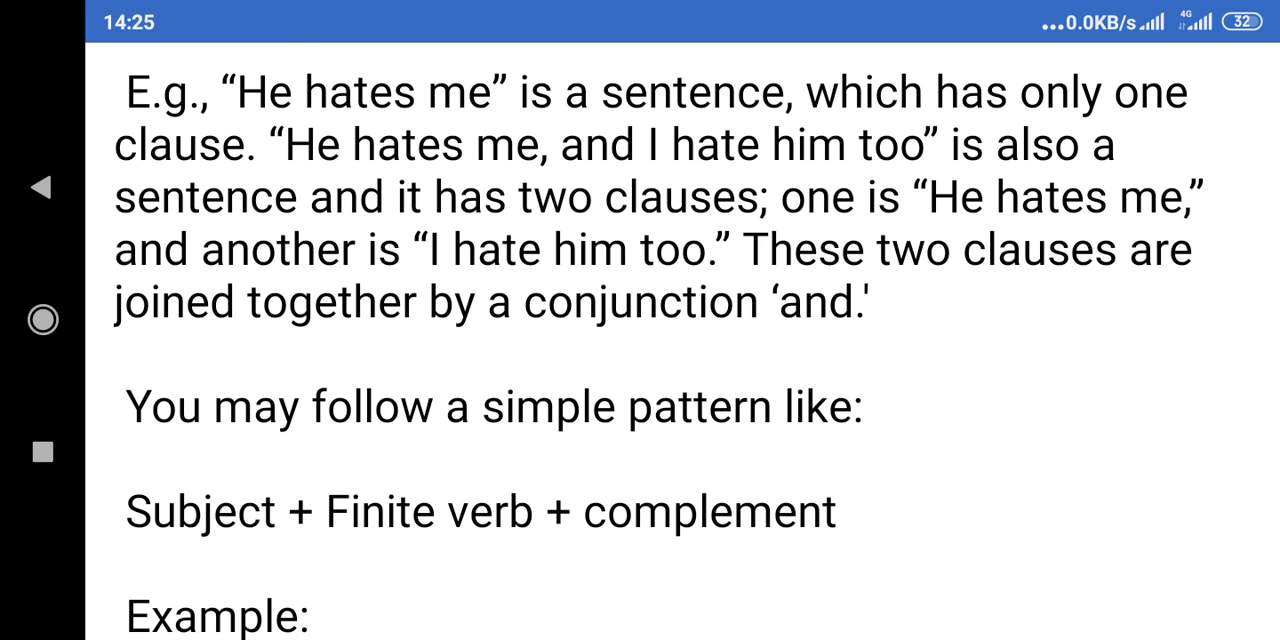 14:25
...0.0KB/s 4G 32
E.g., “He hates me” is a sentence, which has only one
clause. “He hates me, and I hate him too” is also a
sentence and it has two clauses; one is “He hates me,”
and another is “I hate him too.” These two clauses are
joined together by a conjunction ‘and.'
You may follow a simple pattern like:
Subject + Finite verb + complement
Example: